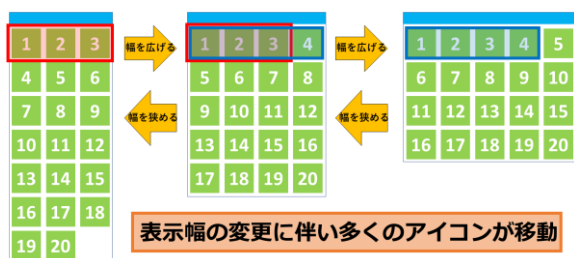 1 2 3
4 5 6
7 8 9
10 11 12
13 14 15
16 17 18
19 20
幅を広げる
幅を狭める
1 2 3 4
5 6 7 8
9 10 11 12
13 14 15 16
17 18 19 20
幅を広げる
幅を狭める
1 2 3 4 5
6 7 8 9 10
11 12 13 14 15
16 17 18 19 20
表示幅の変更に伴い多くのアイコンが移動